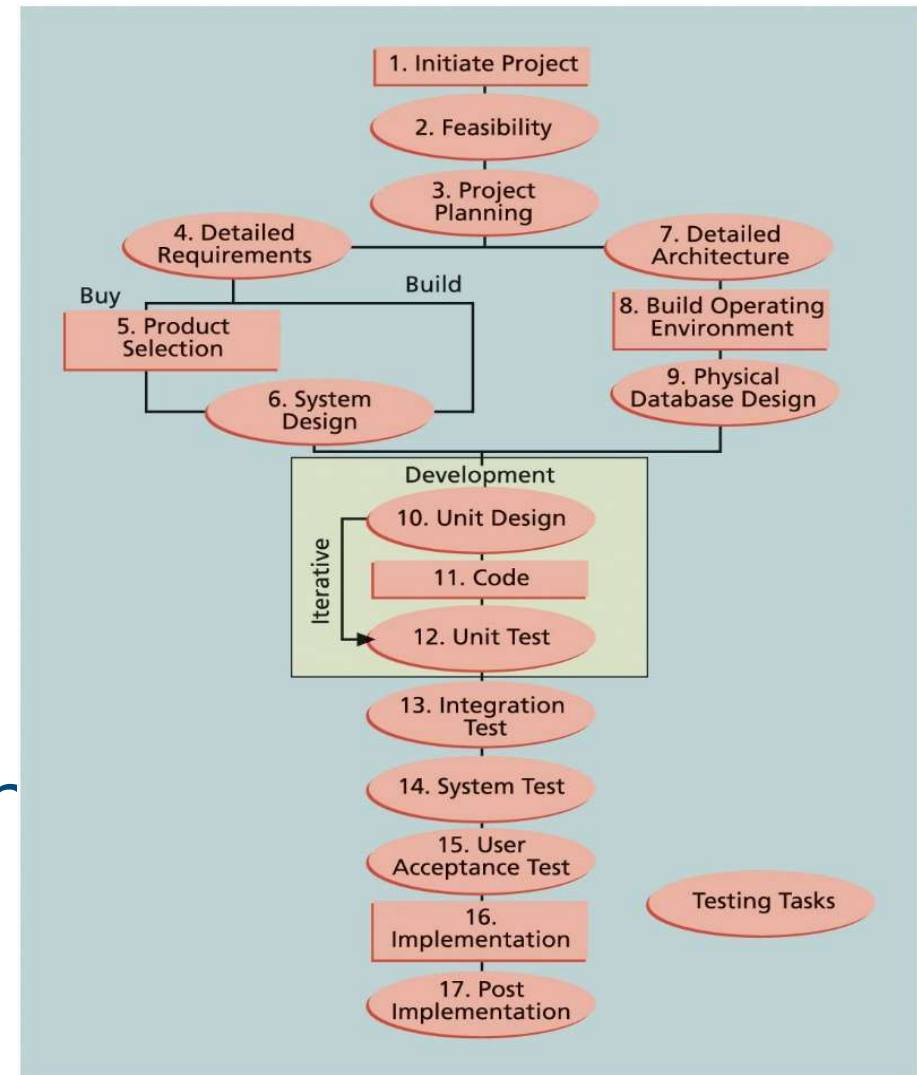 1. Initiate Project
2. Feasibility
3. Project
Planning
4. Detailed
Requirements
7. Detailed
Architecture
Buy
Build
5. Product
Selection
8. Build Operating
Environment
6. System
Design
9. Physical
Database Design
Development
Iterative
10. Unit Design
11. Code
12. Unit Test
13. Integration
Test
14. System Test
15. User
Acceptance Test
Testing Tasks
16.
Implementation
17. Post
Implementation